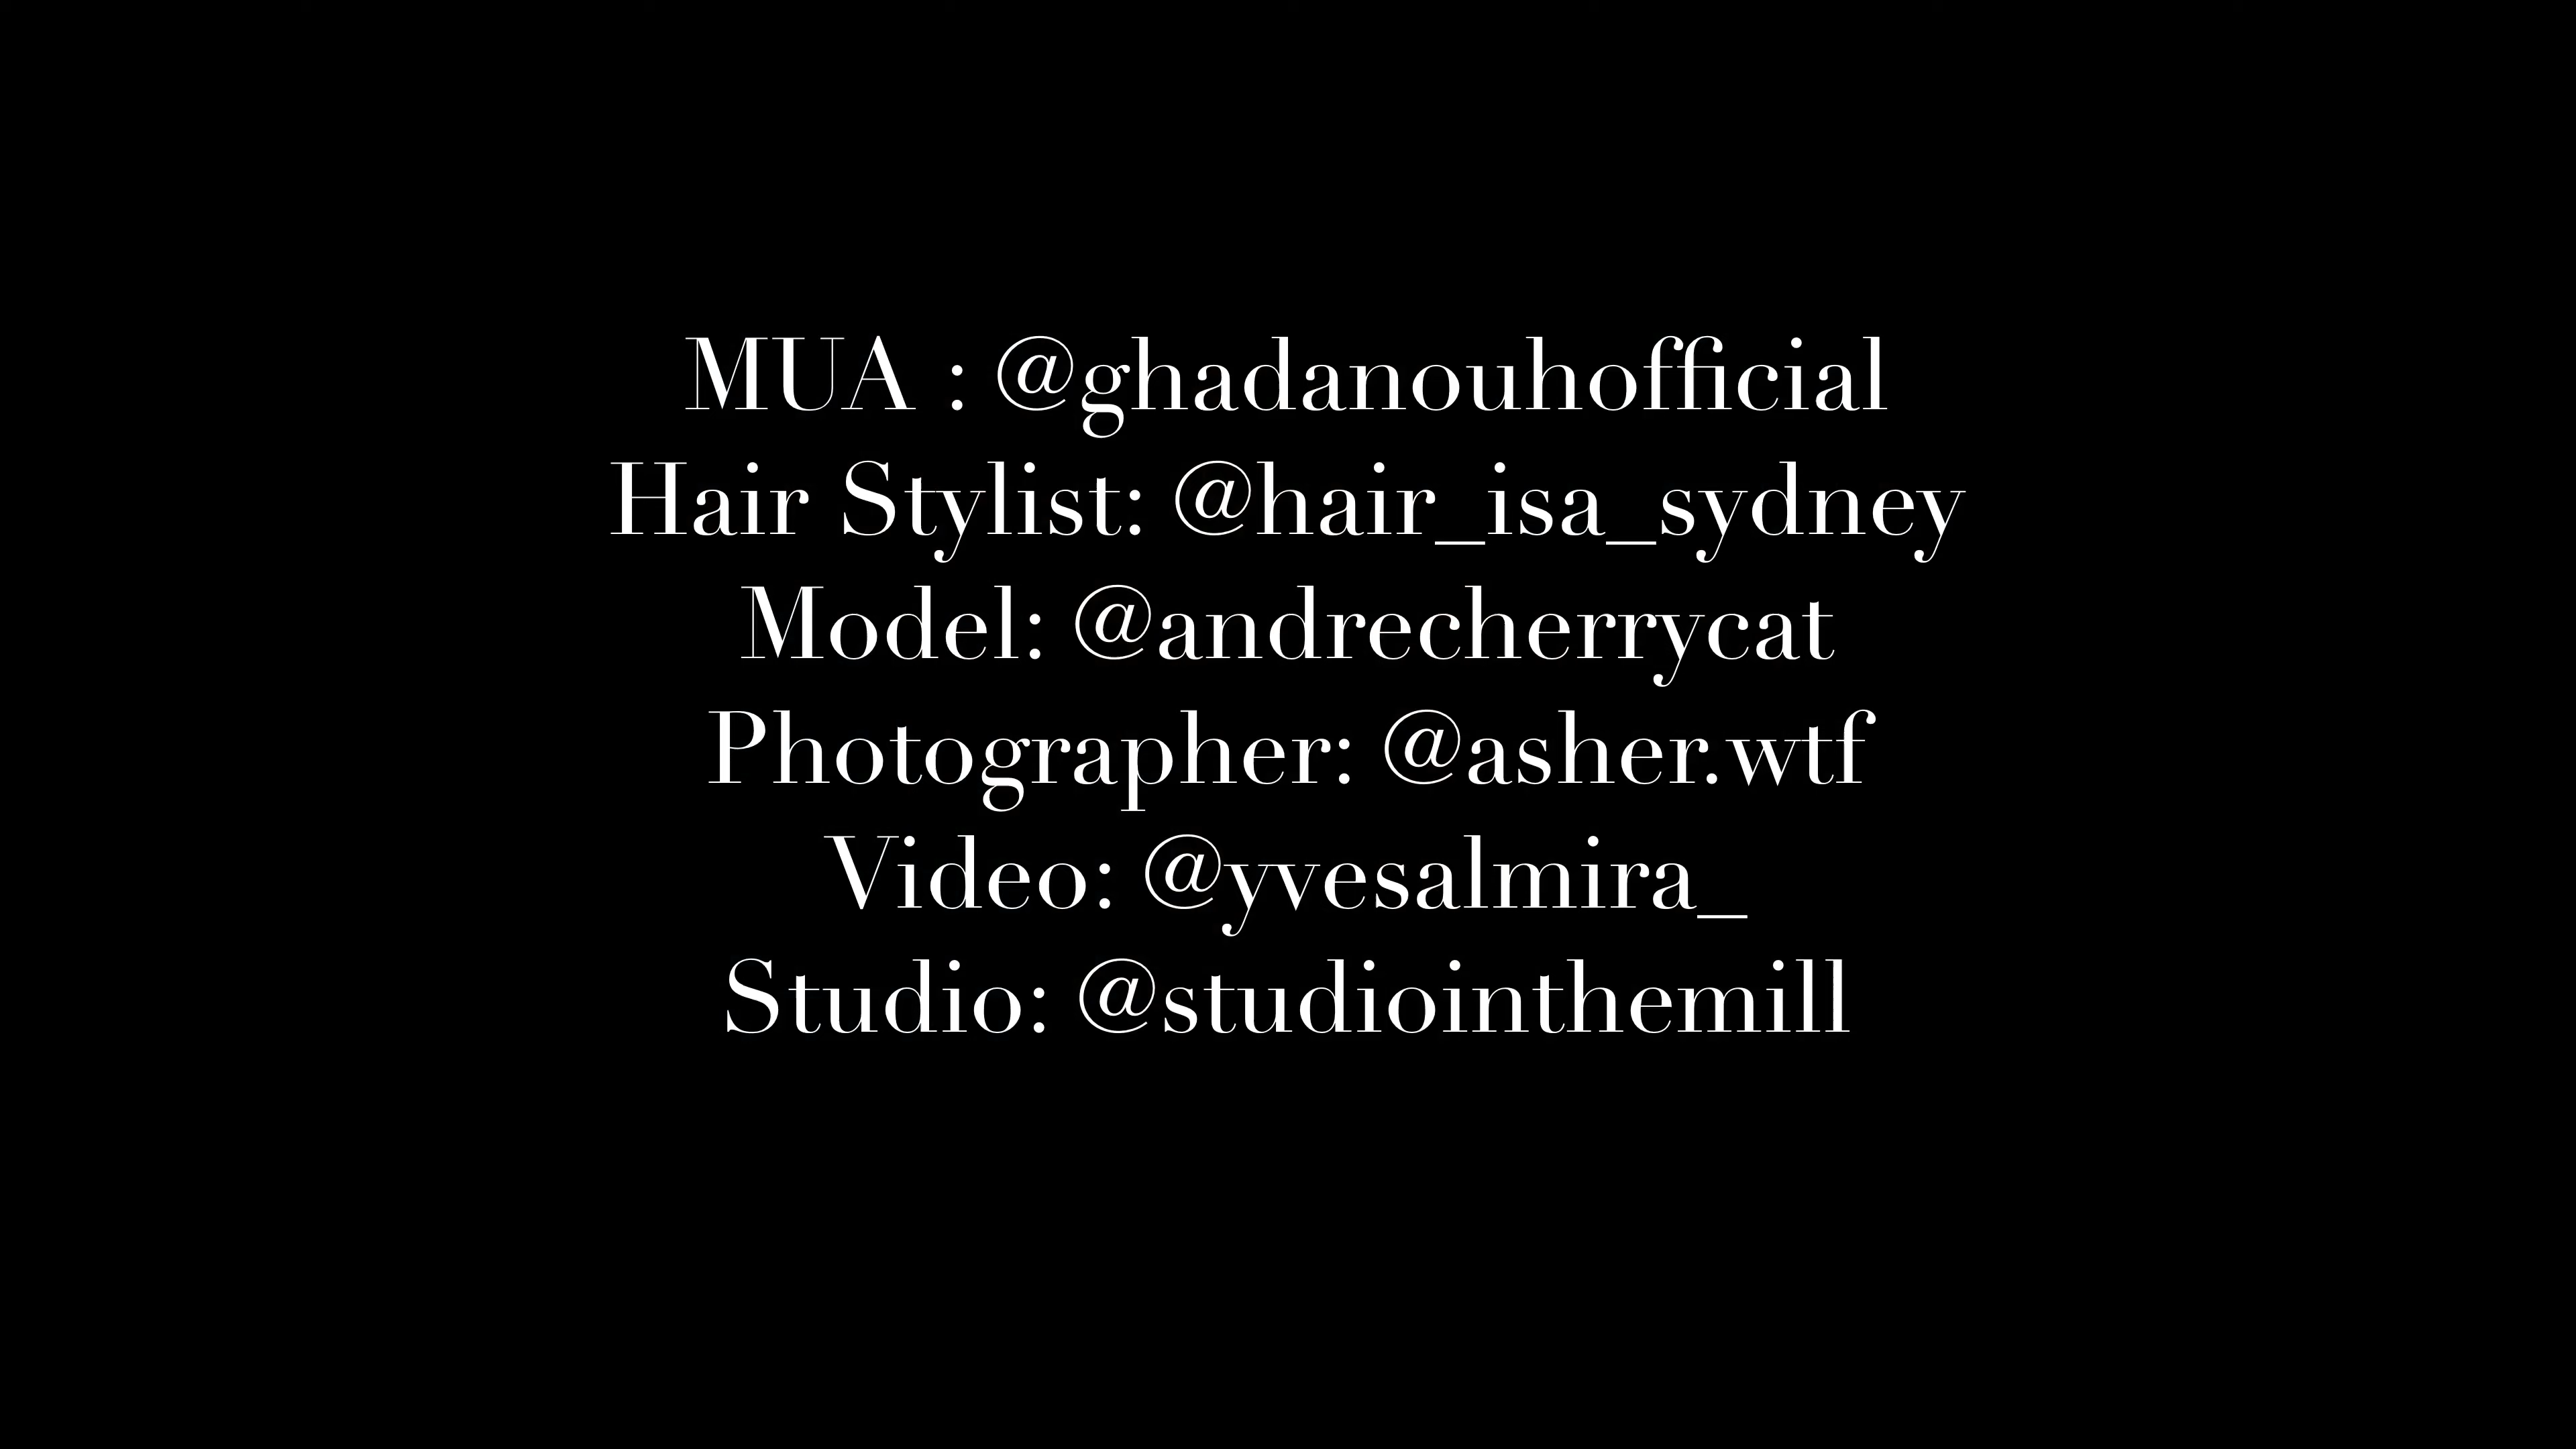 MUA : @ghadanouhofficial
Hair Stylist: @hair_isa_sydney
Model: @andrecherrycat
Photographer: @asher.wtf
Video: @yvesalmira_
Studio: @studiointhemill